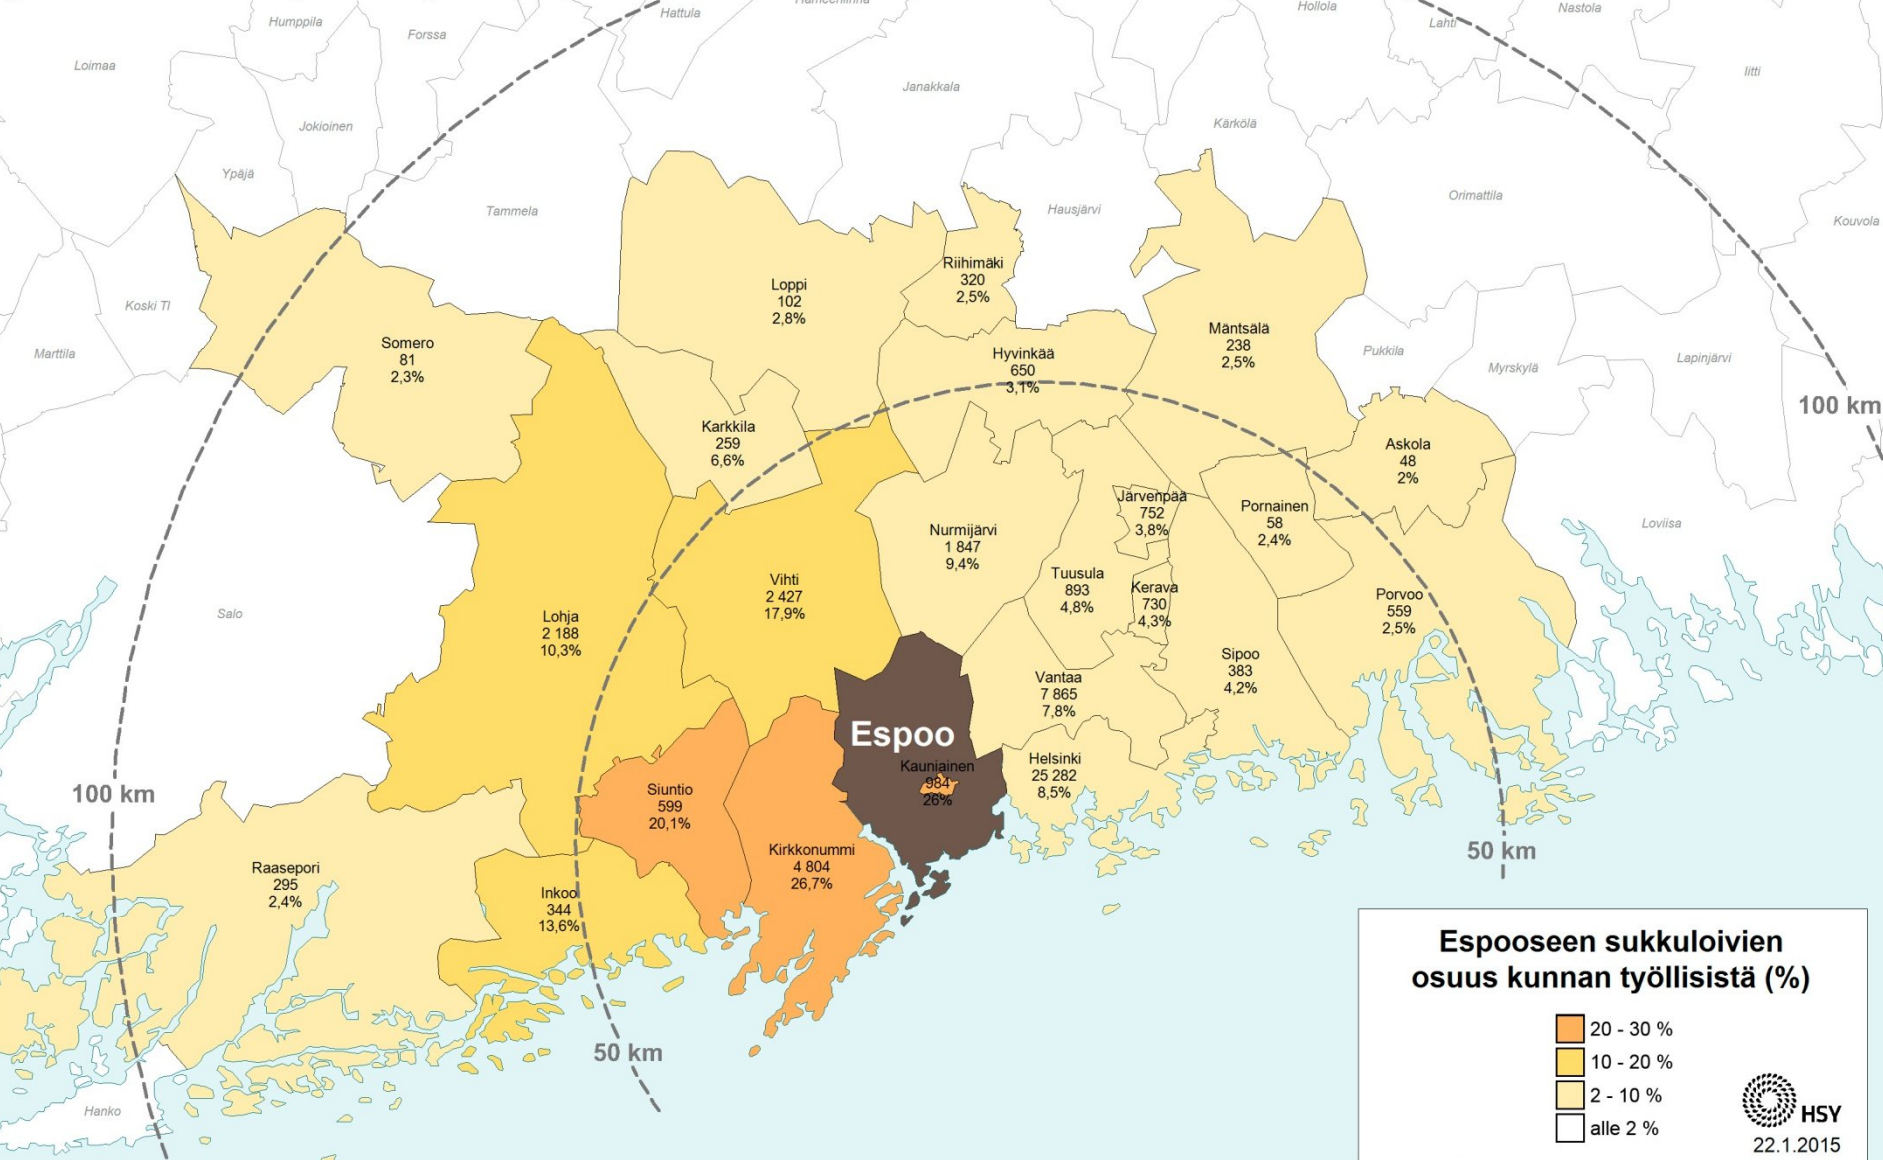 Humppila
Hattula
Hollola
Nastola
Forssa
Lahti
Loimaa
Janakkala
Iitti
Jokioinen
Kärkölä
Ypäjä
Tammela
Hausjärvi
Orimattila
Kouvola
Koski Tl
Marttila
Pukkila
Myrskylä
Lapinjärvi
Loviisa
Salo
Hanko
Somero
81
2,3%
Loppi
102
2,8%
Riihimäki
320
2,5%
Hyvinkää
650
3,1%
Mäntsälä
238
2,5%
Karkkila
259
6,6%
Askola
48
2%
Järvenpää
752
3,8%
Pornainen
58
2,4%
Nurmijärvi
1 847
9,4%
Tuusula
893
4,8%
Kerava
730
4,3%
Vihti
2 427
17,9%
Lohja
2 188
10,3%
Porvoo
559
2,5%
Sipoo
383
4,2%
Vantaa
7 865
7,8%
Espoo
Kauniainen
984
26%
Helsinki
25 282
8,5%
Siuntio
599
20,1%
Kirkkonummi
4 804
26,7%
Raasepori
295
2,4%
Inkoo
344
13,6%
100 km
100 km
50 km
50 km
Espooseen sukkuloivien
osuus kunnan työllisistä (%)
20 - 30 %
10 - 20 %
2 - 10 %
alle 2 %
HSY
22.1.2015